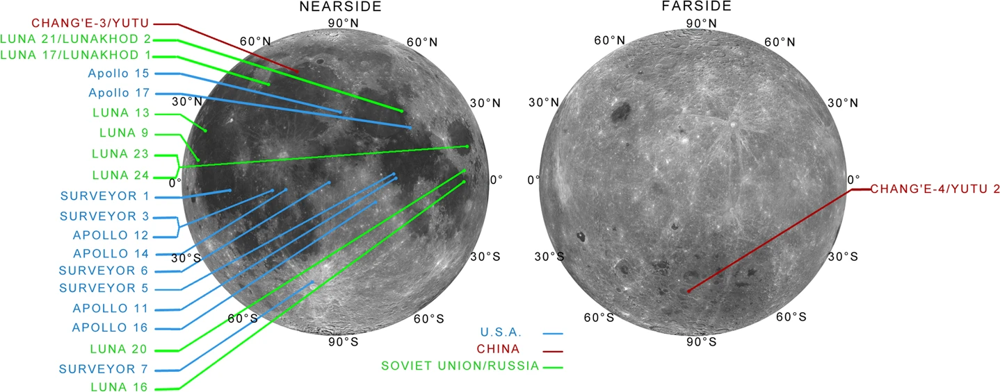 NEARSIDE
FARSIDE
CHANG'E-3/YUTU
LUNA 21/LUNAKHOD 2
LUNA 17/LUNAKHOD 1
Apollo 15
Apollo 17
LUNA 13
LUNA 9
LUNA 23
LUNA 24
SURVEYOR 1
SURVEYOR 3
APOLLO 12
APOLLO 14
SURVEYOR 6
SURVEYOR 5
APOLLO 11
APOLLO 16
LUNA 20
SURVEYOR 7
LUNA 16
90°N
60°N
60°N
30°N
30°N
0°
0°
30°S
30°S
60°S
60°S
90°S
90°N
60°N
60°N
30°N
30°N
0°
0°
CHANG'E-4/YUTU 2
30°S
30°S
60°S
60°S
90°S
U.S.A.
CHINA
SOVIET UNION/RUSSIA